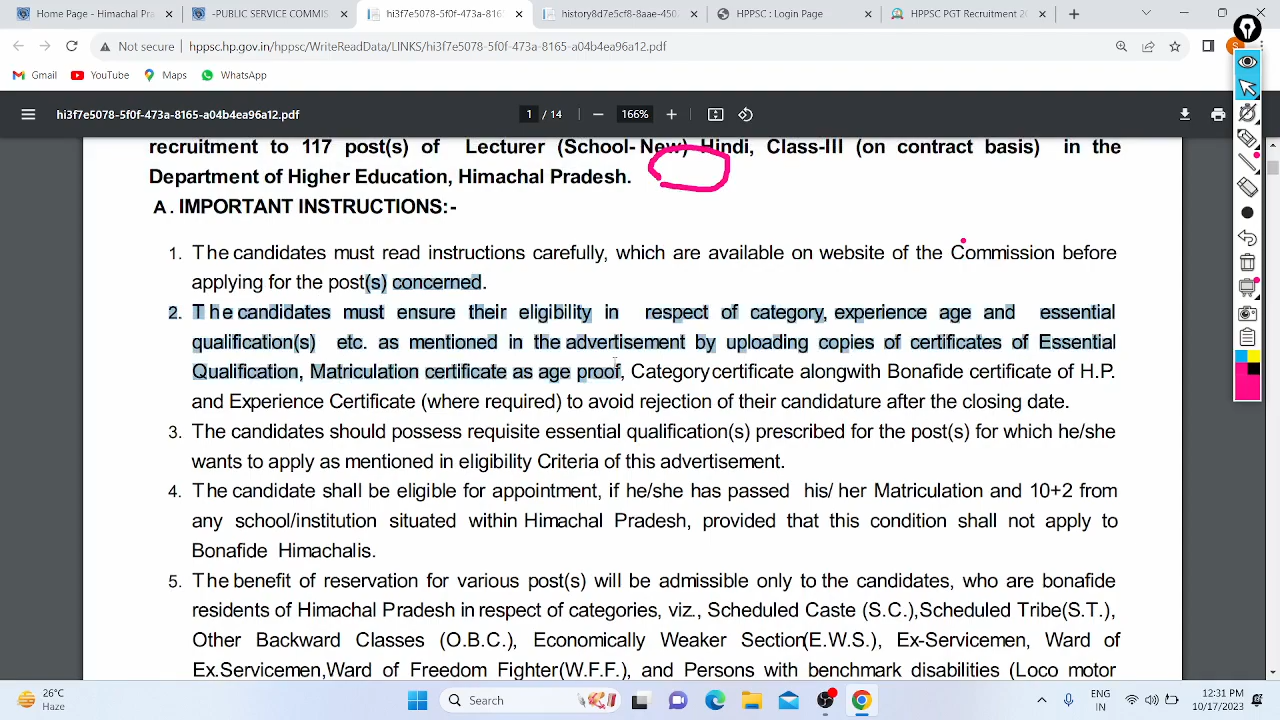 Home Page - Himachal Pra
-PUBLIC SERVICE COMMIS
hi3f7e5078-5f0f-473a-8165
history8d7e5cf8-8aae-450
HPPSC : Login Page
HPPSC PGT Recruitment 20
Not secure hppsc.hp.gov.in/hppsc/WriteReadData/LINKS/hi3f7e5078-5f0f-473a-8165-a04b4ea96a12.pdf
Gmail YouTube Maps WhatsApp
hi3f7e5078-5f0f-473a-8165-a04b4ea96a12.pdf 1 / 14 166%
recruitment to 117 post(s) of Lecturer (School- New) Hindi, Class-III (on contract basis) in the
Department of Higher Education, Himachal Pradesh.
A. IMPORTANT INSTRUCTIONS:-
1. The candidates must read instructions carefully, which are available on website of the Commission before
applying for the post(s) concerned.
2. The candidates must ensure their eligibility in respect of category, experience age and essential
qualification(s) etc. as mentioned in the advertisement by uploading copies of certificates of Essential
Qualification, Matriculation certificate as age proof, Category certificate alongwith Bonafide certificate of H.P.
and Experience Certificate (where required) to avoid rejection of their candidature after the closing date.
3. The candidates should possess requisite essential qualification(s) prescribed for the post(s) for which he/she
wants to apply as mentioned in eligibility Criteria of this advertisement.
4. The candidate shall be eligible for appointment, if he/she has passed his/ her Matriculation and 10+2 from
any school/institution situated within Himachal Pradesh, provided that this condition shall not apply to
Bonafide Himachalis.
5. The benefit of reservation for various post(s) will be admissible only to the candidates, who are bonafide
residents of Himachal Pradesh in respect of categories, viz., Scheduled Caste (S.C.),Scheduled Tribe(S.T.),
Other Backward Classes (O.B.C.), Economically Weaker Section(E.W.S.), Ex-Servicemen, Ward of
Ex.Servicemen,Ward of Freedom Fighter(W.F.F.), and Persons with benchmark disabilities (Loco motor
26°C
Haze
Search
ENG
IN
12:31 PM
10/17/2023